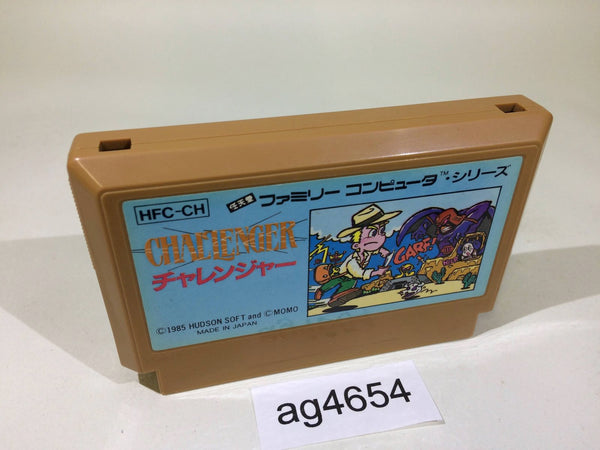 HFC-CH
任天堂 ファミリー コンピュータ™・シリーズ
CHALLENGER
チャレンジャー
GARF!
©1985 HUDSON SOFT and ©MOMO
MADE IN JAPAN
ag4654